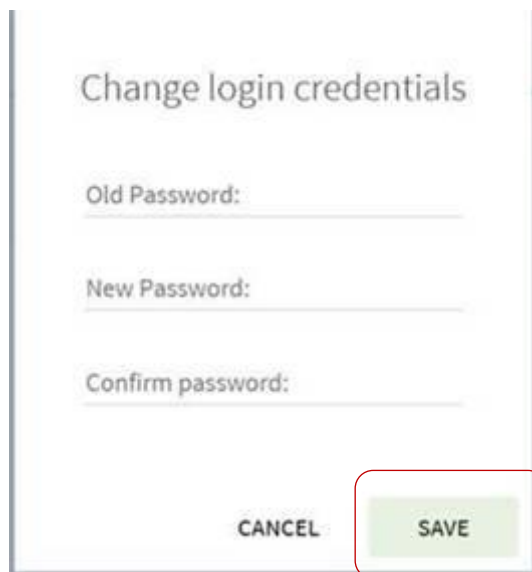 Change login credentials
Old Password:
New Password:
Confirm password:
CANCEL SAVE